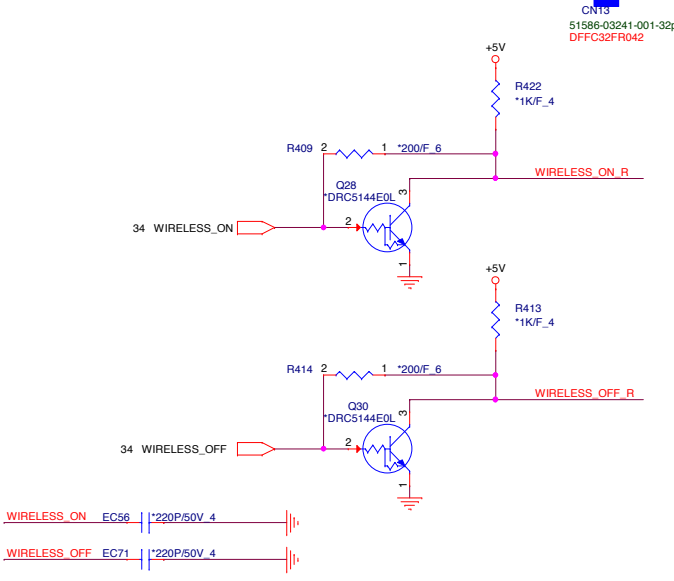 CN13
51586-03241-001-32p
DFFC32FR042
+5V
R422
*1K/F_4
R409 2 1 *200/F_6
WIRELESS_ON_R
Q28
*DRC5144E0L
3
2
34 WIRELESS_ON
1
+5V
R413
*1K/F_4
R414 2 1 *200/F_6
WIRELESS_OFF_R
Q30
*DRC5144E0L
3
2
34 WIRELESS_OFF
1
WIRELESS_ON EC56 *220P/50V_4
WIRELESS_OFF EC71 *220P/50V_4